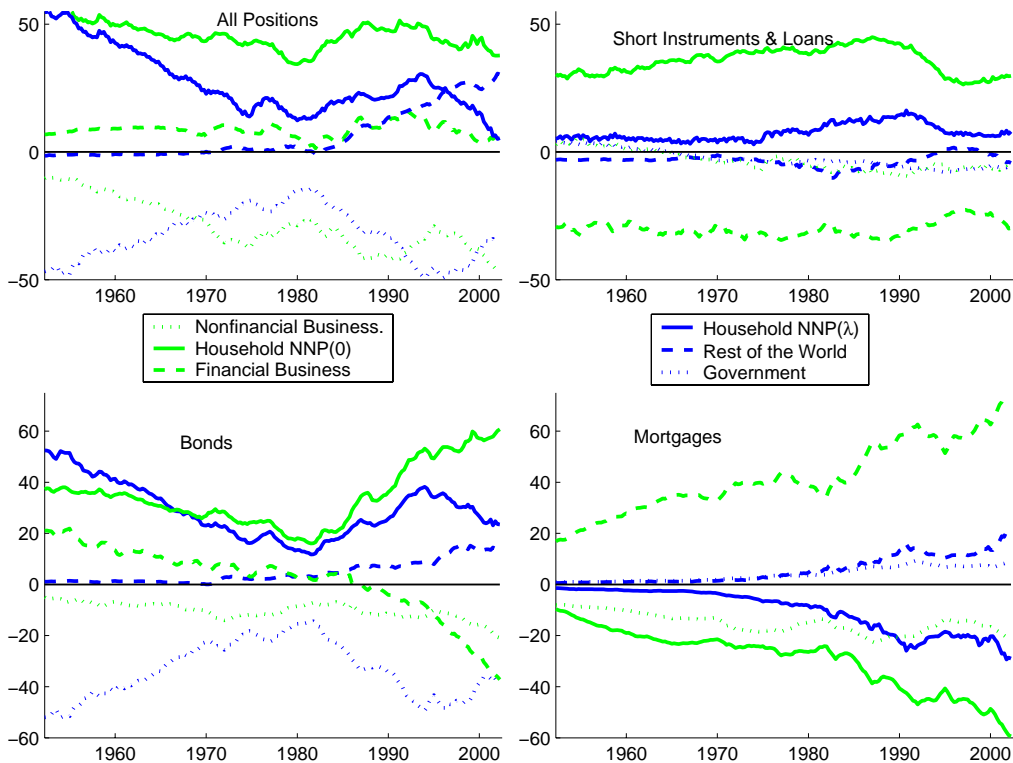 All Positions
50
0
−50
1960 1970 1980 1990 2000
Short Instruments & Loans
50
0
−50
1960 1970 1980 1990 2000
Nonfinancial Business.
Household NNP(0)
Financial Business
Household NNP(λ)
Rest of the World
Government
Bonds
60
40
20
0
−20
−40
−60
1960 1970 1980 1990 2000
Mortgages
60
40
20
0
−20
−40
−60
1960 1970 1980 1990 2000